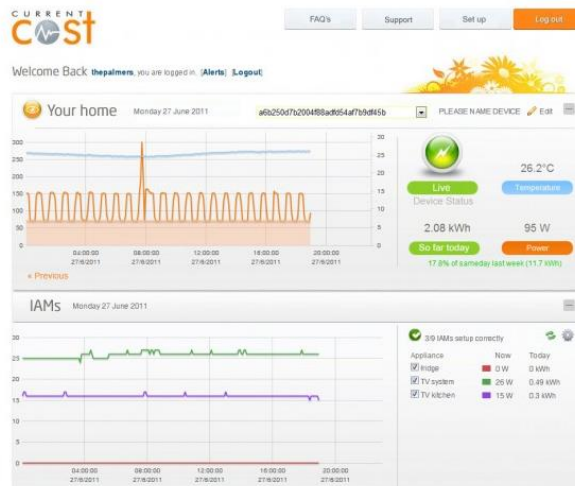 CURRENT
COST
FAQ's
Support
Set up
Log out
Welcome Back thepalmers, you are logged in. [Alerts] [Logout]
Your home
Monday 27 June 2011
a6b250d7b2004f88adfd54af7b9df45b
PLEASE NAME DEVICE
Edit
300
250
200
150
100
50
0
30
25
20
15
10
5
0
04:00:00
27/6/2011
08:00:00
27/6/2011
12:00:00
27/6/2011
16:00:00
27/6/2011
20:00:00
27/6/2011
« Previous
Live
Device Status
26.2°C
Temperature
2.08 kWh
So far today
95 W
Power
17.8% of sameday last week (11.7 kWh)
IAMs
Monday 27 June 2011
30
25
20
15
10
5
0
04:00:00
27/6/2011
08:00:00
27/6/2011
12:00:00
27/6/2011
16:00:00
27/6/2011
20:00:00
27/6/2011
3/9 IAMs setup correctly
Appliance Now Today
fridge 0 W 0 kWh
TV system 26 W 0.49 kWh
TV kitchen 15 W 0.3 kWh